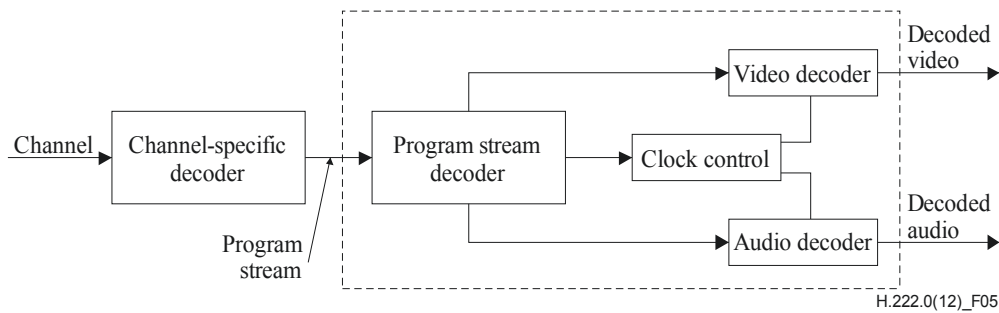 Channel
Channel-specific
decoder
Program
stream
Program stream
decoder
Clock control
Video decoder
Audio decoder
Decoded
video
Decoded
audio
H.222.0(12)_F05